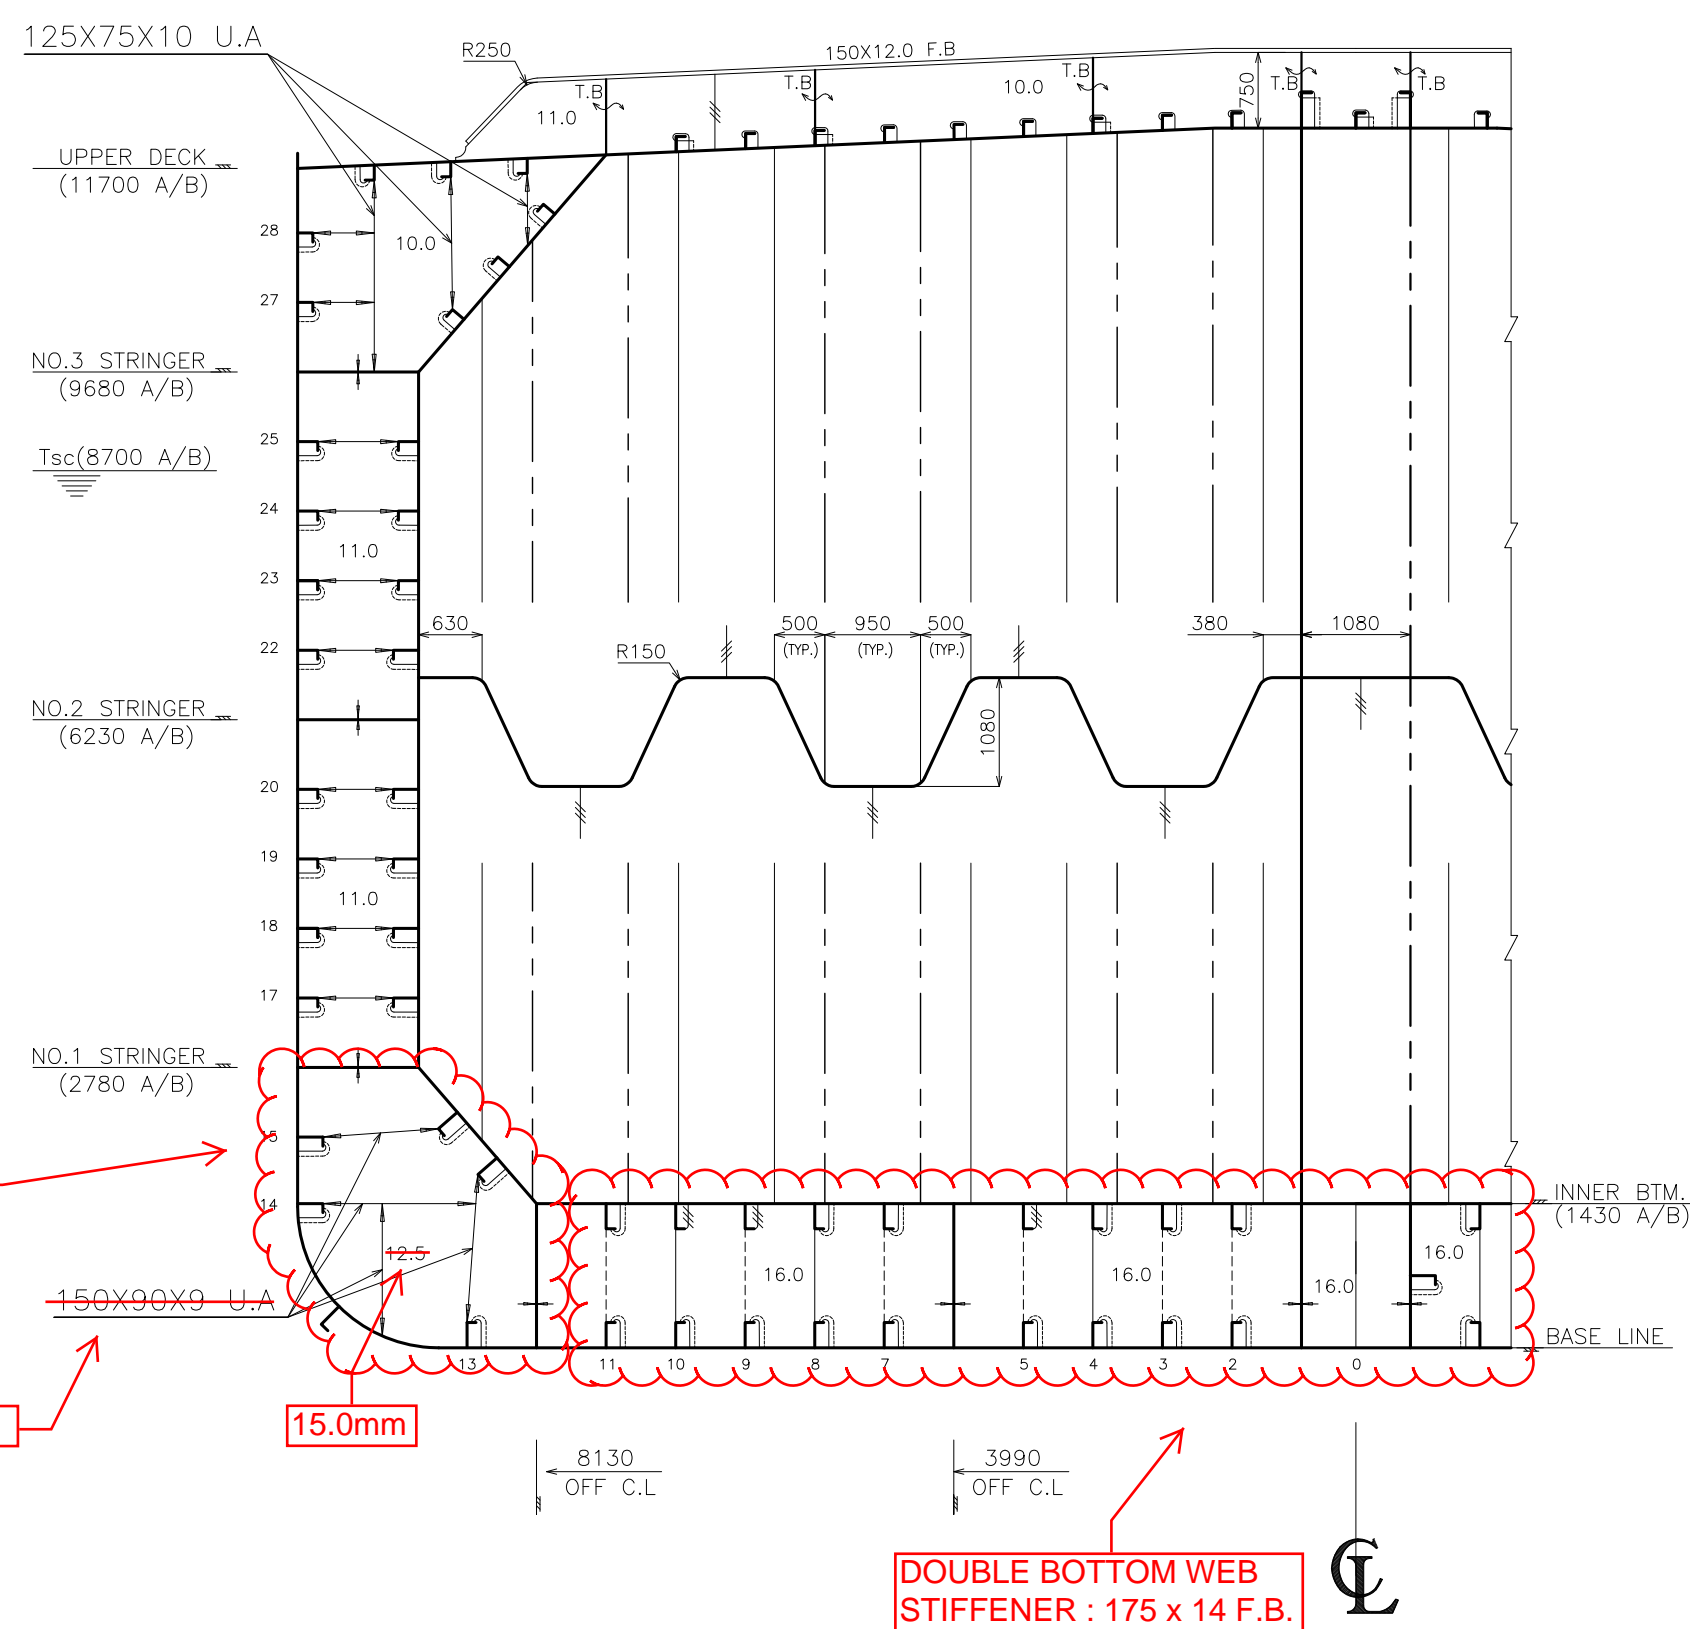 125X75X10 U.A
R250
150X12.0 F.B
T.B
T.B
T.B
T.B
T.B
11.0
10.0
750
UPPER DECK
(11700 A/B)
28
10.0
27
NO.3 STRINGER
(9680 A/B)
25
Tsc(8700 A/B)
24
11.0
23
630
500
(TYP.)
950
(TYP.)
500
(TYP.)
380
1080
22
R150
NO.2 STRINGER
(6230 A/B)
1080
20
19
11.0
18
17
NO.1 STRINGER
(2780 A/B)
15
14
INNER BTM.
(1430 A/B)
12.5
16.0
16.0
16.0
16.0
150X90X9 U.A
BASE LINE
13
11
10
9
8
7
5
4
3
2
0
15.0mm
8130
OFF C.L
3990
OFF C.L
DOUBLE BOTTOM WEB
STIFFENER : 175 x 14 F.B.
CL